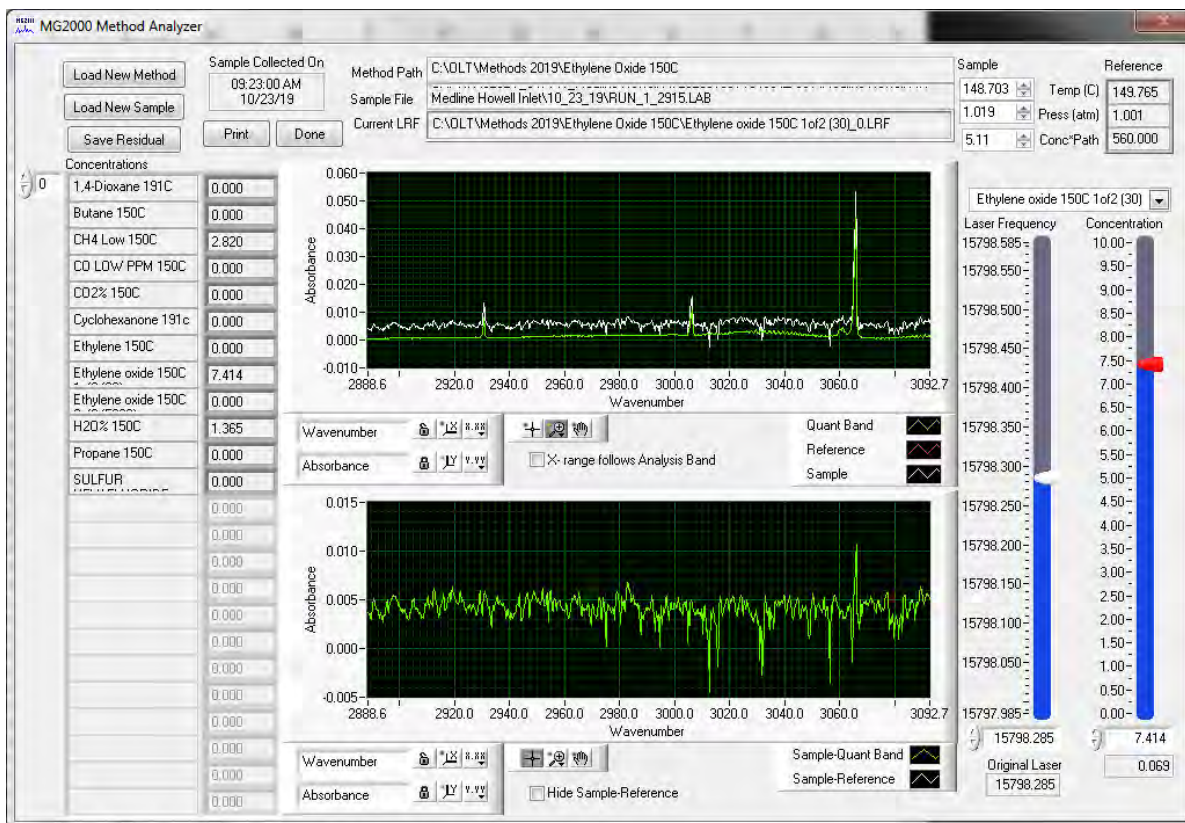 MG2000 Method Analyzer
Load New Method
Load New Sample
Save Residual
Sample Collected On
09:23:00 AM
10/23/19
Print
Done
Method Path
C:\OLT\Methods 2019\Ethylene Oxide 150C
Sample File
Medline Howell Inlet\10_23_19\RUN_1_2915.LAB
Current LRF
C:\OLT\Methods 2019\Ethylene Oxide 150C\Ethylene oxide 150C 1of2 (30)_0.LRF
Sample
Reference
148.703 Temp (C) 149.765
1.019 Press (atm) 1.001
5.11 Conc*Path 560.000
Concentrations
0
1,4-Dioxane 191C 0.000
Butane 150C 0.000
CH4 Low 150C 2.820
CO LOW PPM 150C 0.000
CO2% 150C 0.000
Cyclohexanone 191c 0.000
Ethylene 150C 0.000
Ethylene oxide 150C 7.414
Ethylene oxide 150C 0.000
H2O% 150C 1.365
Propane 150C 0.000
SULFUR 0.000
0.000
0.000
0.000
0.000
0.000
0.000
0.000
0.000
0.000
0.000
0.000
0.000
Absorbance
0.060
0.050
0.040
0.030
0.020
0.010
0.000
-0.010
2888.6 2920.0 2940.0 2960.0 2980.0 3000.0 3020.0 3040.0 3060.0 3092.7
Wavenumber
Wavenumber
Absorbance
X- range follows Analysis Band
Quant Band
Reference
Sample
Absorbance
0.015
0.010
0.005
0.000
-0.005
2888.6 2920.0 2940.0 2960.0 2980.0 3000.0 3020.0 3040.0 3060.0 3092.7
Wavenumber
Wavenumber
Absorbance
Hide Sample-Reference
Sample-Quant Band
Sample-Reference
Ethylene oxide 150C 1of2 (30)
Laser Frequency
15798.585
15798.550
15798.500
15798.450
15798.400
15798.350
15798.300
15798.250
15798.200
15798.150
15798.100
15798.050
15797.985
15798.285
Original Laser
15798.285
Concentration
10.00
9.50
9.00
8.50
8.00
7.50
7.00
6.50
6.00
5.50
5.00
4.50
4.00
3.50
3.00
2.50
2.00
1.50
1.00
0.50
0.00
7.414
0.069